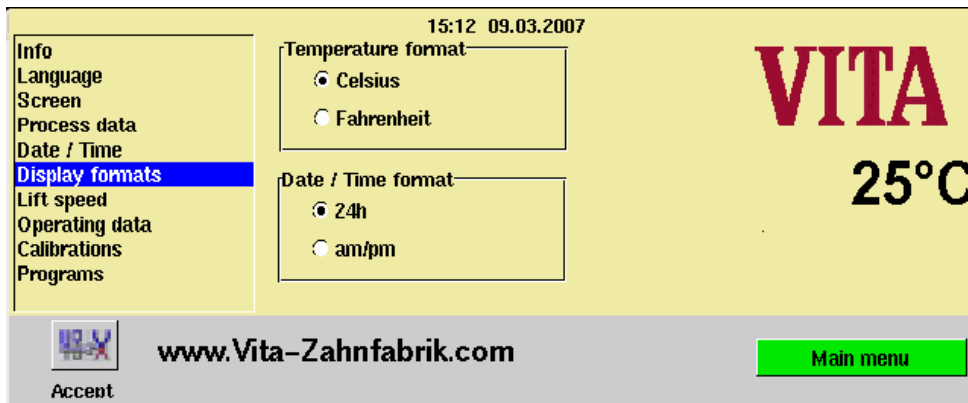 15:12 09.03.2007
Info
Language
Screen
Process data
Date / Time
Display formats
Lift speed
Operating data
Calibrations
Programs
Temperature format
Celsius
Fahrenheit
Date / Time format
24h
am/pm
VITA
25°C
Accept
www.Vita-Zahnfabrik.com
Main menu